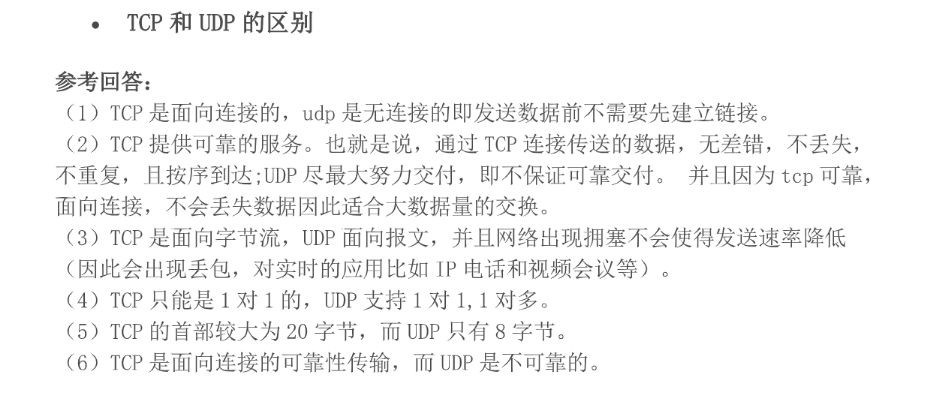 • TCP 和 UDP 的区别
参考回答：
（1）TCP 是面向连接的，udp 是无连接的即发送数据前不需要先建立链接。
（2）TCP 提供可靠的服务。也就是说，通过 TCP 连接传送的数据，无差错，不丢失，
不重复，且按序到达;UDP 尽最大努力交付，即不保证可靠交付。 并且因为 tcp 可靠，
面向连接，不会丢失数据因此适合大数据量的交换。
（3）TCP 是面向字节流，UDP 面向报文，并且网络出现拥塞不会使得发送速率降低
（因此会出现丢包，对实时的应用比如 IP 电话和视频会议等）。
（4）TCP 只能是 1 对 1 的，UDP 支持 1 对 1,1 对多。
（5）TCP 的首部较大为 20 字节，而 UDP 只有 8 字节。
（6）TCP 是面向连接的可靠性传输，而 UDP 是不可靠的。